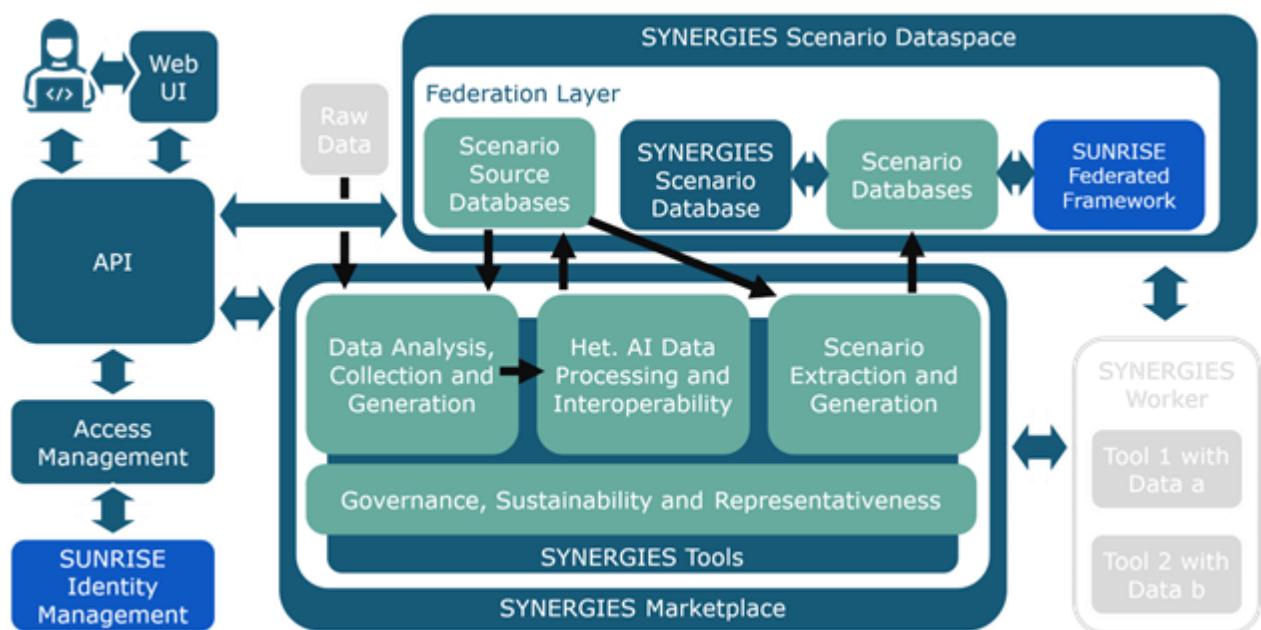 </>
Web
UI
API
Access
Management
SUNRISE
Identity
Management
Raw
Data
SYNERGIES Scenario Dataspace
Federation Layer
Scenario
Source
Databases
SYNERGIES
Scenario
Database
Scenario
Databases
SUNRISE
Federated
Framework
Data Analysis,
Collection and
Generation
Het. AI Data
Processing and
Interoperability
Scenario
Extraction and
Generation
Governance, Sustainability and Representativeness
SYNERGIES Tools
SYNERGIES Marketplace
SYNERGIES
Worker
Tool 1 with
Data a
Tool 2 with
Data b